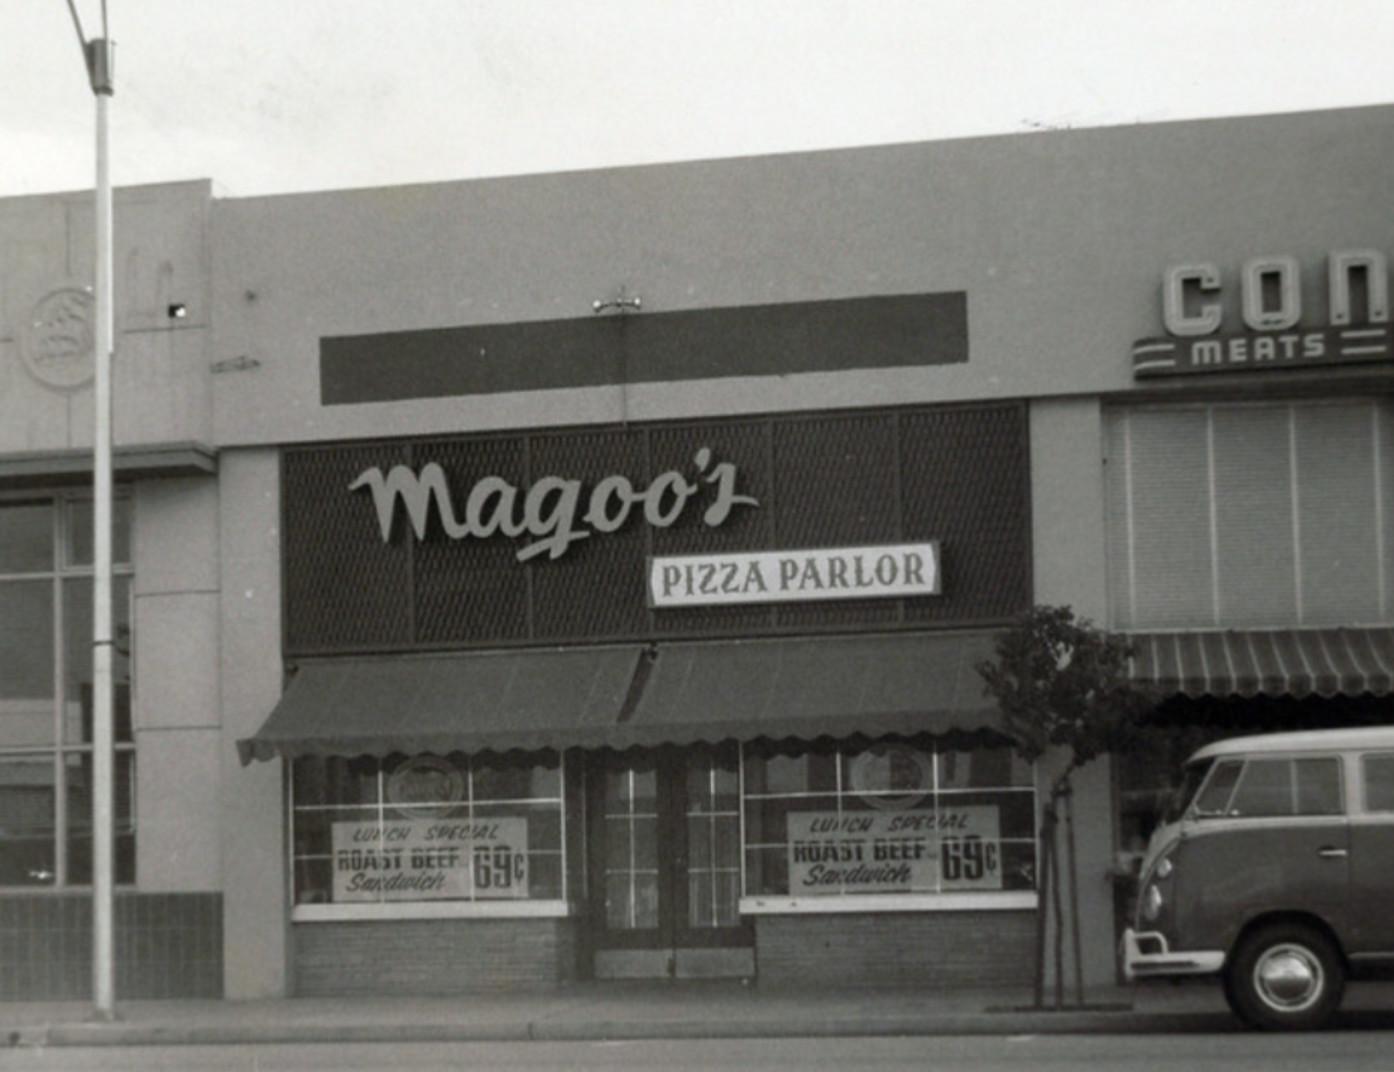 Magoo's
PIZZA PARLOR
CON
MEATS
LUNCH SPECIAL
ROAST BEEF 69¢
Sandwich
LUNCH SPECIAL
ROAST BEEF 69¢
Sandwich